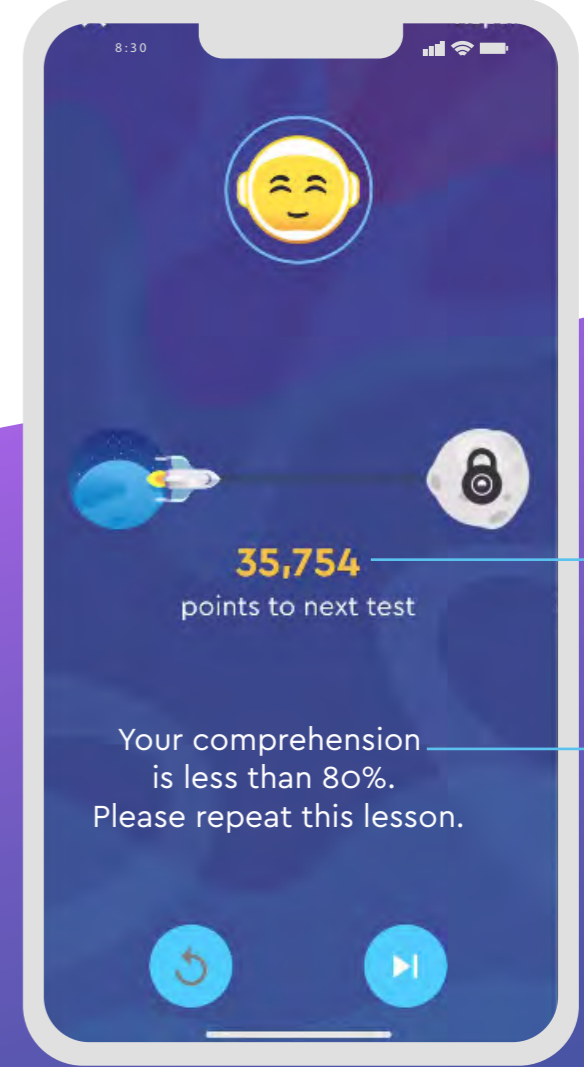 8:30
35,754
points to next test
Your comprehension
is less than 80%.
Please repeat this lesson.